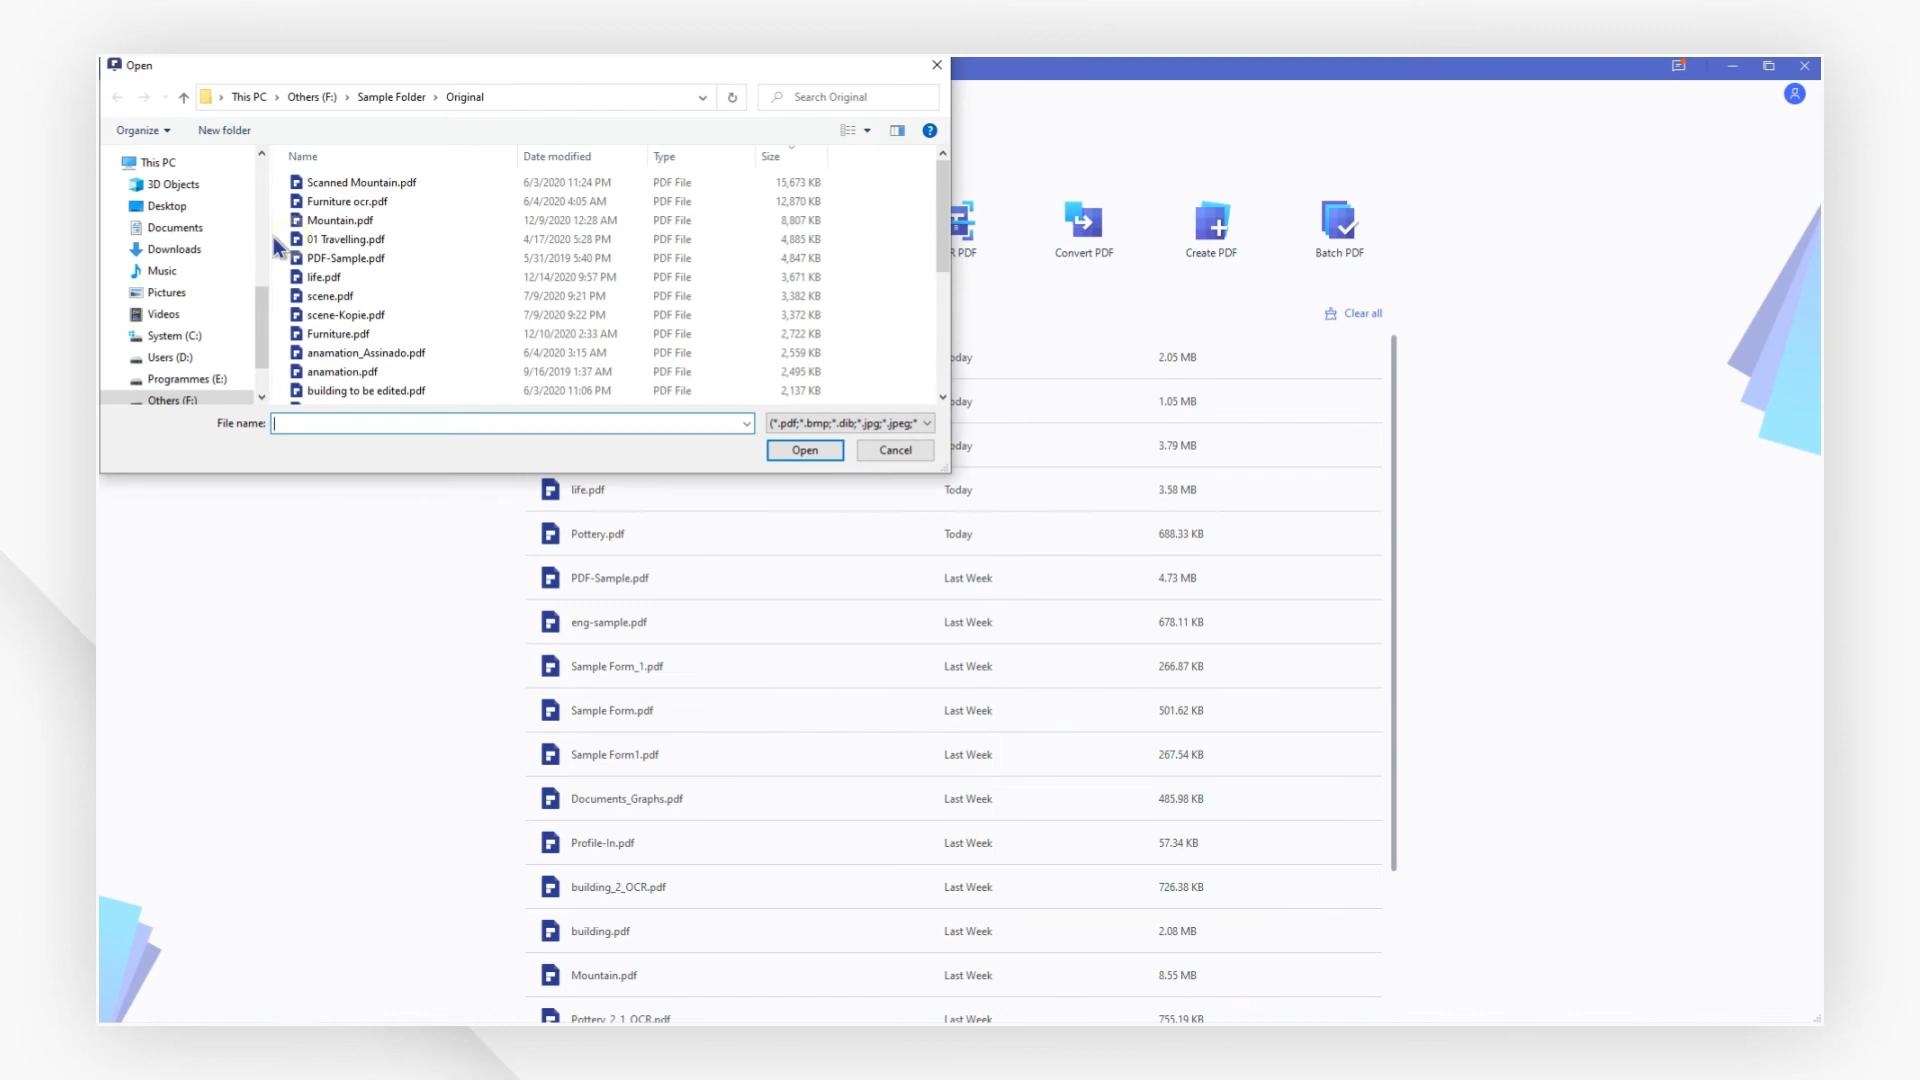 Open
This PC > Others (F:) > Sample Folder > Original
Search Original
Organize
New folder
Name Date modified Type Size
This PC
3D Objects
Desktop
Documents
Downloads
Music
Pictures
Videos
System (C:)
Users (D:)
Programmes (E:)
Others (F:)
Scanned Mountain.pdf 6/3/2020 11:24 PM PDF File 15,673 KB
Furniture ocr.pdf 6/4/2020 4:05 AM PDF File 12,870 KB
Mountain.pdf 12/9/2020 12:28 AM PDF File 8,807 KB
01 Travelling.pdf 4/17/2020 5:28 PM PDF File 4,885 KB
PDF-Sample.pdf 5/31/2019 5:40 PM PDF File 4,847 KB
life.pdf 12/14/2020 9:57 PM PDF File 3,671 KB
scene.pdf 7/9/2020 9:21 PM PDF File 3,382 KB
scene-Kopie.pdf 7/9/2020 9:22 PM PDF File 3,372 KB
Furniture.pdf 12/10/2020 2:33 AM PDF File 2,722 KB
anamation_Assinado.pdf 6/4/2020 3:15 AM PDF File 2,559 KB
anamation.pdf 9/16/2019 1:37 AM PDF File 2,495 KB
building to be edited.pdf 6/3/2020 11:06 PM PDF File 2,137 KB
File name:
(*.pdf;*.bmp;*.dib;*.jpg;*.jpeg;*
Open
Cancel
R PDF
Convert PDF
Create PDF
Batch PDF
Clear all
oday 2.05 MB
oday 1.05 MB
oday 3.79 MB
life.pdf Today 3.58 MB
Pottery.pdf Today 688.33 KB
PDF-Sample.pdf Last Week 4.73 MB
eng-sample.pdf Last Week 678.11 KB
Sample Form_1.pdf Last Week 266.87 KB
Sample Form.pdf Last Week 501.62 KB
Sample Form1.pdf Last Week 267.54 KB
Documents_Graphs.pdf Last Week 485.98 KB
Profile-In.pdf Last Week 57.34 KB
building_2_OCR.pdf Last Week 726.38 KB
building.pdf Last Week 2.08 MB
Mountain.pdf Last Week 8.55 MB
Pottery_2_1_OCR.pdf Last Week 755.19 KB